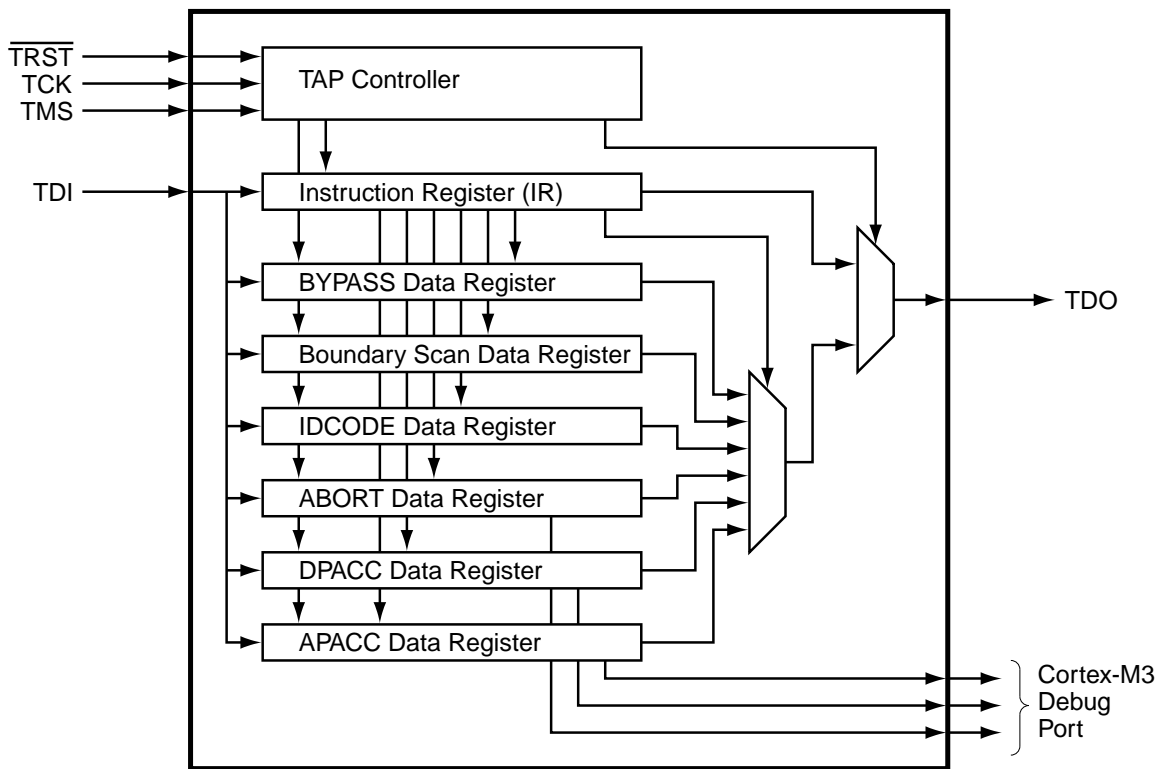 TRST
TCK
TMS
TAP Controller
TDI
Instruction Register (IR)
BYPASS Data Register
TDO
Boundary Scan Data Register
IDCODE Data Register
ABORT Data Register
DPACC Data Register
APACC Data Register
Cortex-M3
Debug
Port